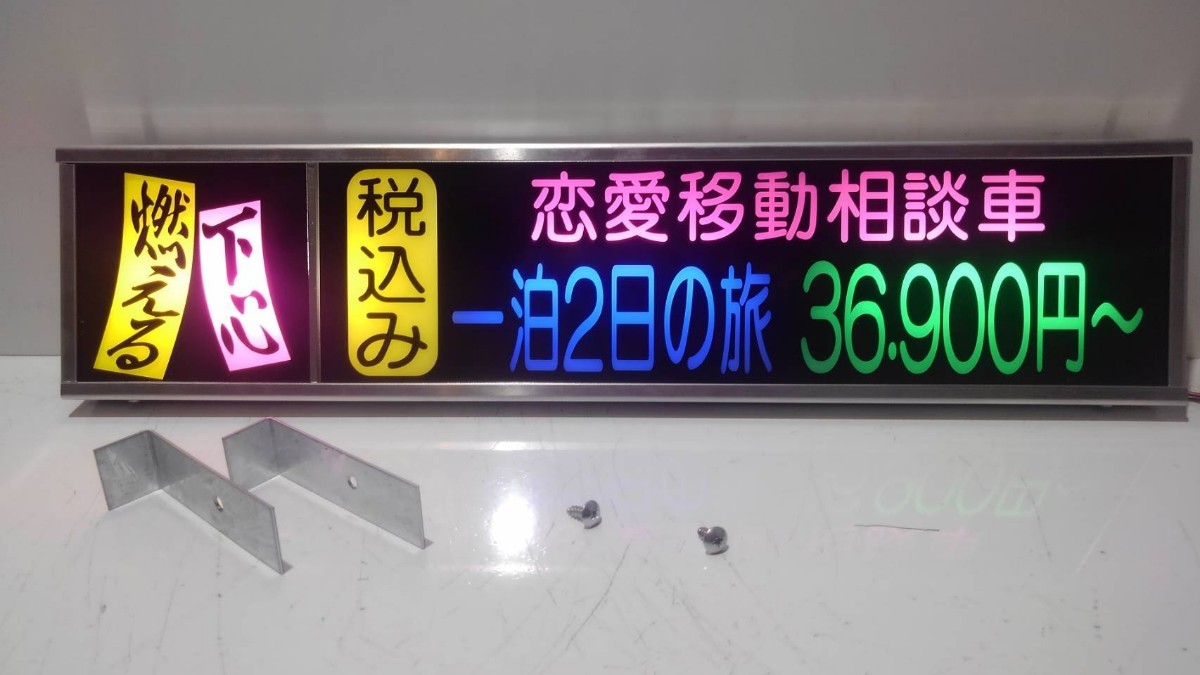 燃える
下心
税込み
恋愛移動相談車
一泊2日の旅 36.900円～